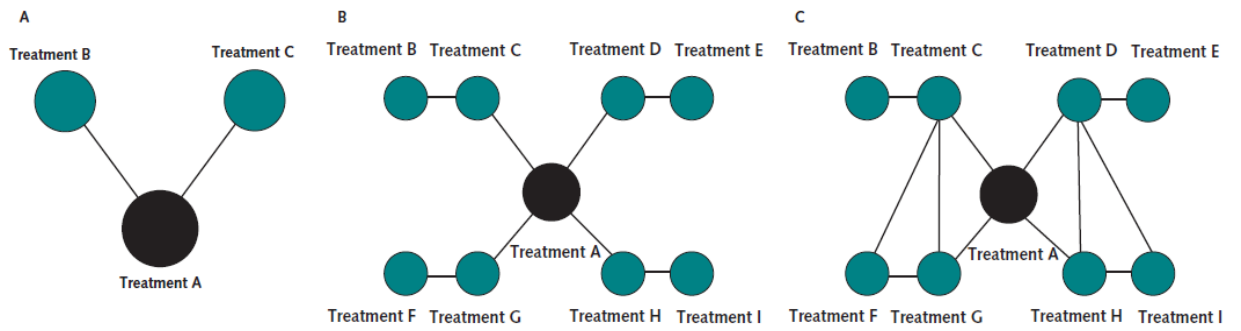 A
Treatment B
Treatment C
Treatment A
B
Treatment B Treatment C
Treatment D Treatment E
Treatment A
Treatment F Treatment G
Treatment H Treatment I
C
Treatment B Treatment C
Treatment D
Treatment E
Treatment A
Treatment F
Treatment G
Treatment H
Treatment I